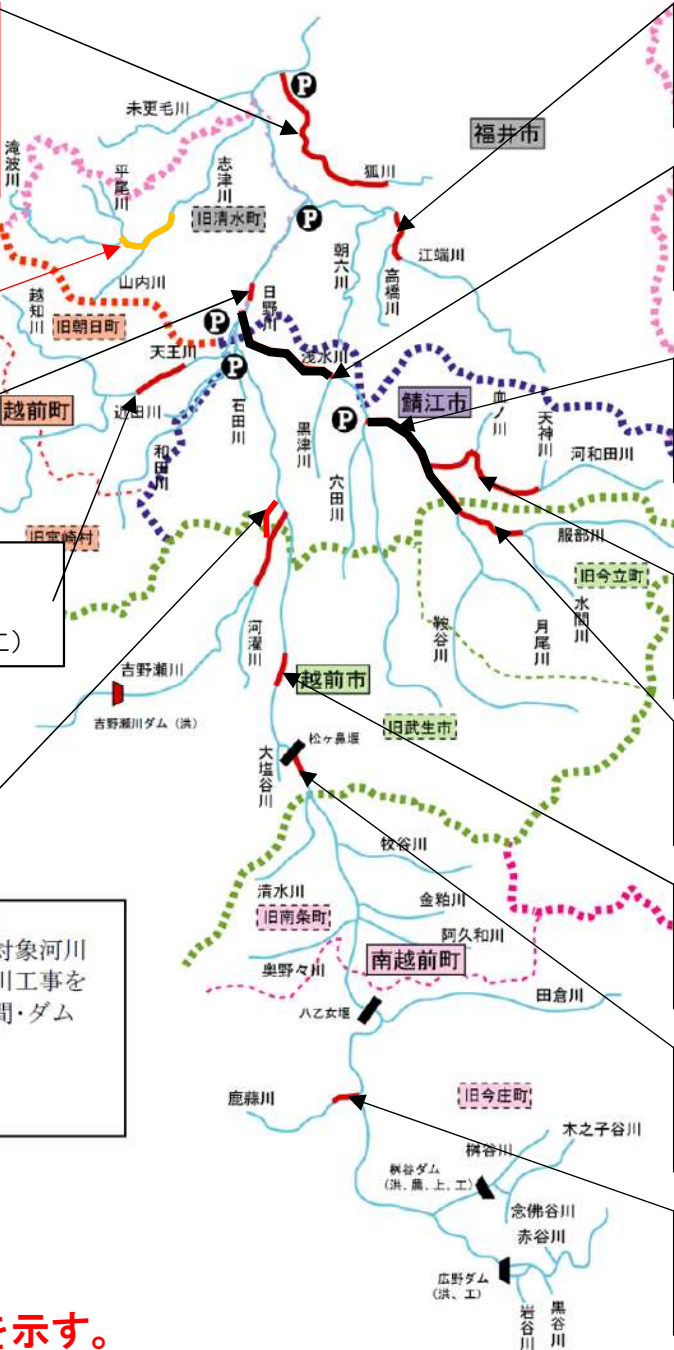 P
未更毛川
福井市
滝波川
平尾川
志津川
狐川
旧清水町
P
朝六川
江端川
高橋川
山内川
越知川
日野川
旧朝日町
P
天王川
浅水川
P
越前町
石田川
黒津川
P
鯖江市
天神川
河和田川
和田川
穴田川
旧宮崎村
服部川
旧今立町
鞍谷川
月尾川
水間川
河濯川
吉野瀬川
越前市
吉野瀬川ダム（洪）
旧武生市
松ヶ鼻堰
大塩谷川
牧谷川
清水川
金粕川
旧南条町
阿久和川
対象河川
川工事を
間・ダム
奥野々川
南越前町
田倉川
八乙女堰
鹿蒜川
旧今庄町
木之子谷川
桝谷川
桝谷ダム
（洪、農、上、工）
念佛谷川
赤谷川
広野ダム
（洪、工）
岩谷川
黒谷川
を示す。